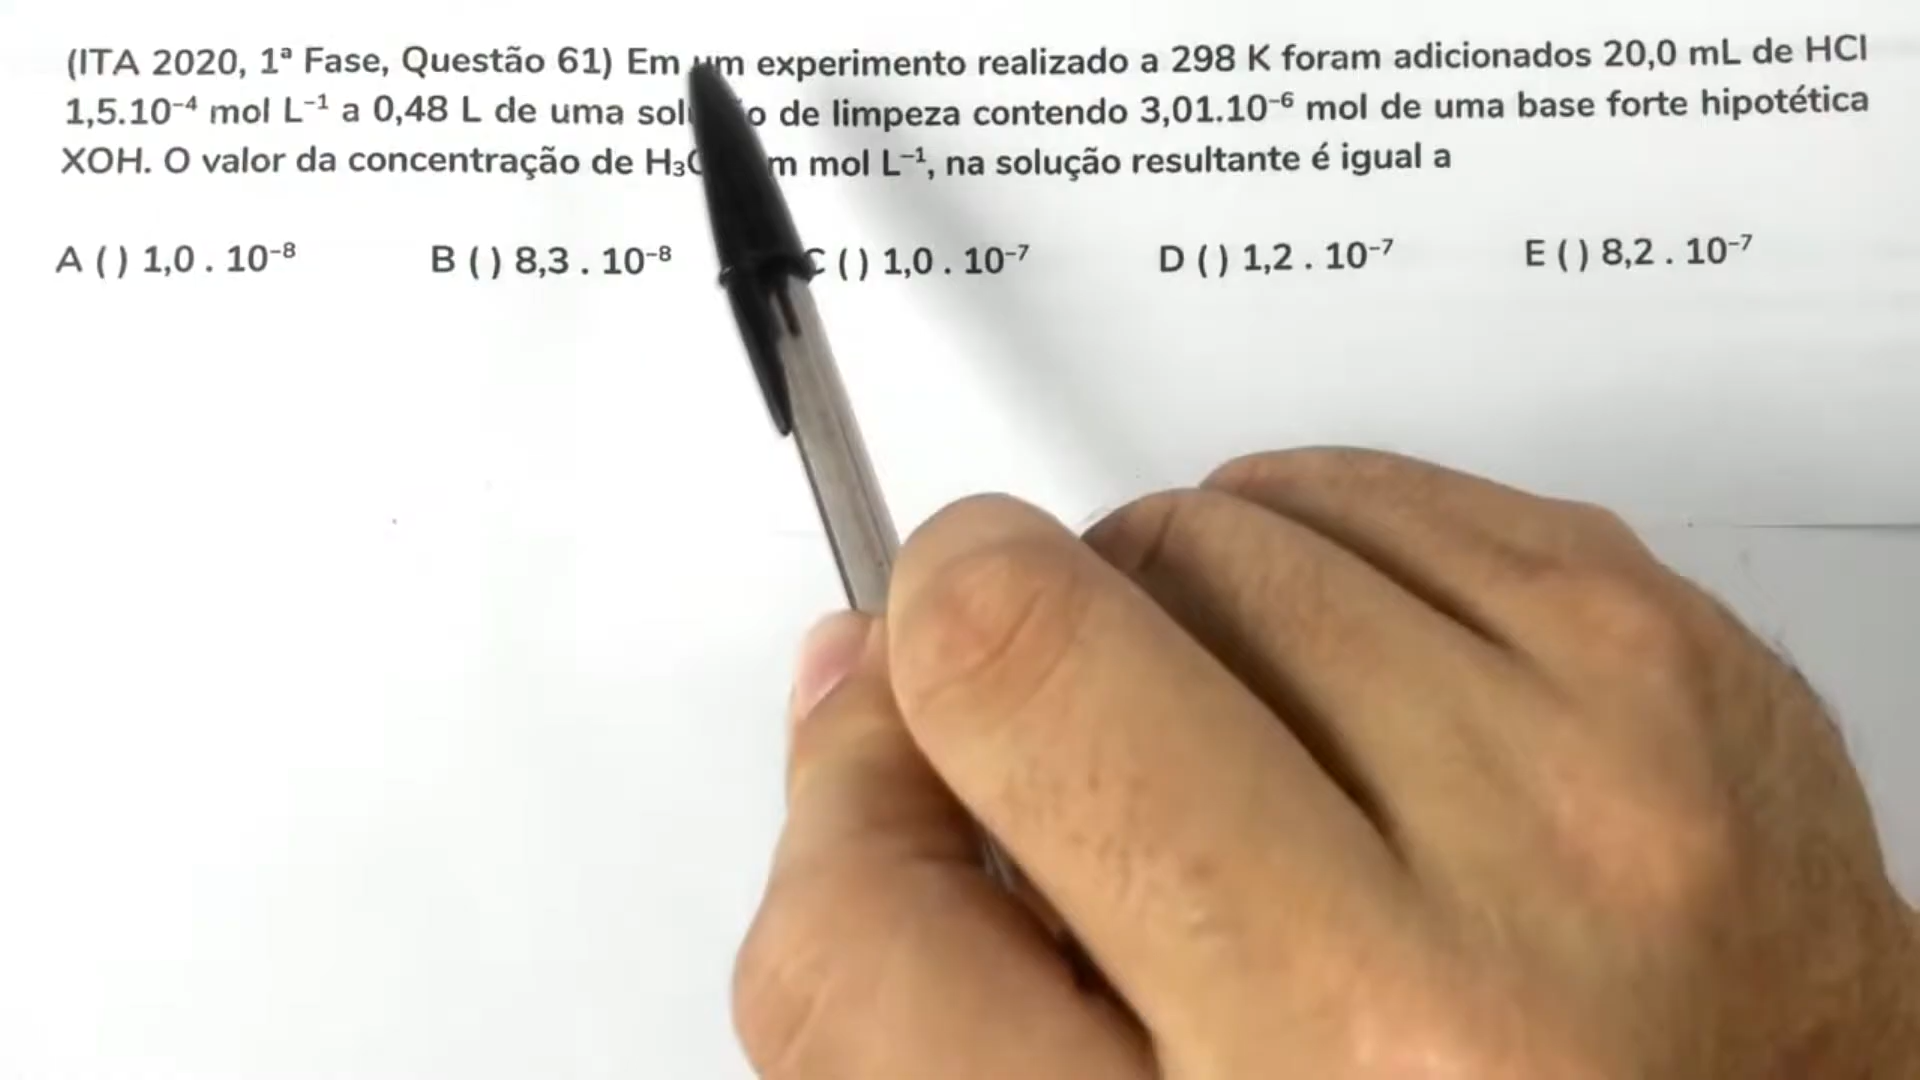 (ITA 2020, 1ª Fase, Questão 61) Em um experimento realizado a 298 K foram adicionados 20,0 mL de HCl
1,5.10⁻⁴ mol L⁻¹ a 0,48 L de uma solução de limpeza contendo 3,01.10⁻⁶ mol de uma base forte hipotética
XOH. O valor da concentração de mol L⁻¹, na solução resultante é igual a
A ( ) 1,0 . 10⁻⁸ B ( ) 8,3 . 10⁻⁸ C ( ) 1,0 . 10⁻⁷ D ( ) 1,2 . 10⁻⁷ E ( ) 8,2 . 10⁻⁷